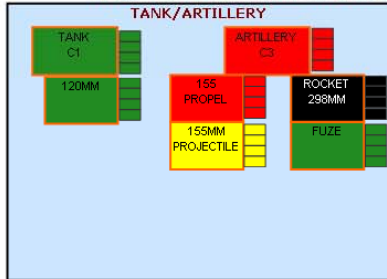 TANK/ARTILLERY
TANK
C1
ARTILLERY
C3
120MM
155
PROPEL
ROCKET
298MM
155MM
PROJECTILE
FUZE